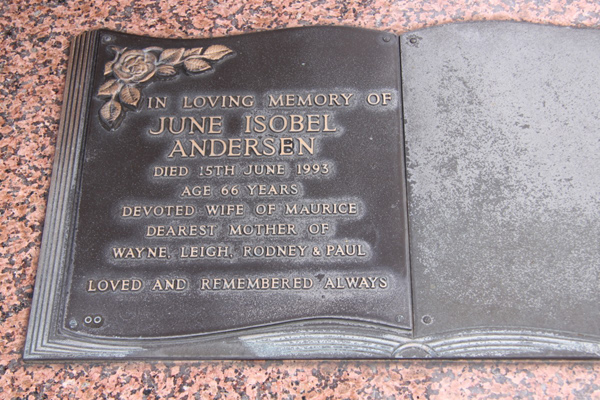 IN LOVING MEMORY OF
JUNE ISOBEL
ANDERSEN
DIED 15TH JUNE 1993
AGE 66 YEARS
DEVOTED WIFE OF MAURICE
DEAREST MOTHER OF
WAYNE, LEIGH, RODNEY & PAUL
LOVED AND REMEMBERED ALWAYS